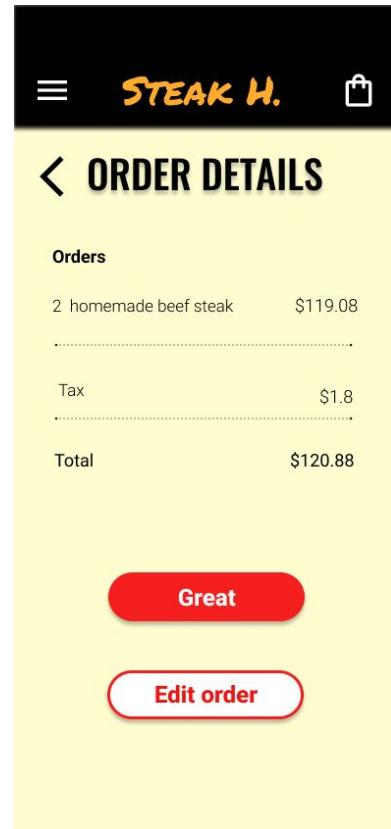 STEAK H.
ORDER DETAILS
Orders
2 homemade beef steak $119.08
Tax $1.8
Total $120.88
Great
Edit order